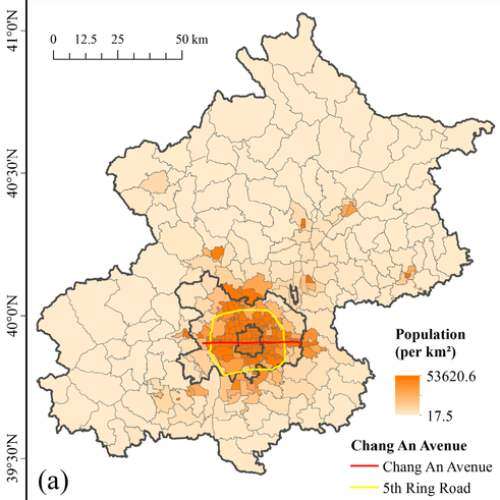 41°0'N
0 12.5 25 50 km
40°30'N
40°0'N
Population
(per km²)
53620.6
17.5
Chang An Avenue
Chang An Avenue
5th Ring Road
39°30'N
(a)